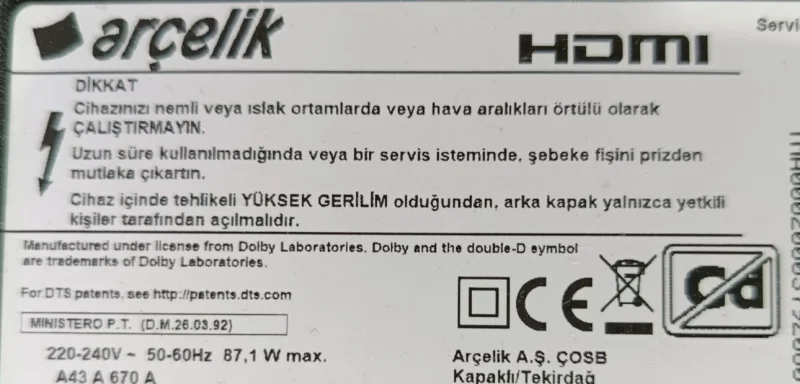 arçelik
HDMI
Servi
DİKKAT
Cihazınızı nemli veya ıslak ortamlarda veya hava aralıkları örtülü olarak
ÇALIŞTIRMAYIN.
Uzun süre kullanılmadığında veya bir servis isteminde, şebeke fişini prizden
mutlaka çıkartın.
Cihaz içinde tehlikeli YÜKSEK GERİLİM olduğundan, arka kapak yalnızca yetkili
kişiler tarafından açılmalıdır.
Manufactured under license from Dolby Laboratories. Dolby and the double-D symbol
are trademarks of Dolby Laboratories.
For DTS patents, see http://patents.dts.com
MINISTERO P.T. (D.M.26.03.92)
CE
Cd
220-240V ~ 50-60Hz 87,1 W max.
A43 A 670 A
Arçelik A.Ş. ÇOSB
Kapaklı/Tekirdağ